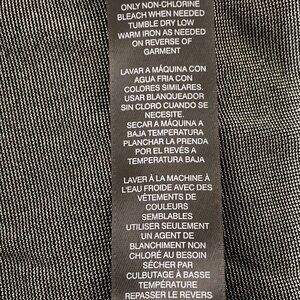 ONLY NON-CHLORINE
BLEACH WHEN NEEDED
TUMBLE DRY LOW
WARM IRON AS NEEDED
ON REVERSE OF
GARMENT
LAVAR A MÁQUINA CON
AGUA FRIA CON
COLORES SIMILARES.
USAR BLANQUEADOR
SIN CLORO CUANDO SE
NECESITE.
SECAR A MÁQUINA A
BAJA TEMPERATURA
PLANCHAR LA PRENDA
POR EL REVÉS A
TEMPERATURA BAJA
LAVER À LA MACHINE À
L'EAU FROIDE AVEC DES
VÊTEMENTS DE
COULEURS
SEMBLABLES
UTILISER SEULEMENT
UN AGENT DE
BLANCHIMENT NON
CHLORÉ AU BESOIN
SÉCHER PAR
CULBUTAGE À BASSE
TEMPÉRATURE
REPASSER LE REVERS